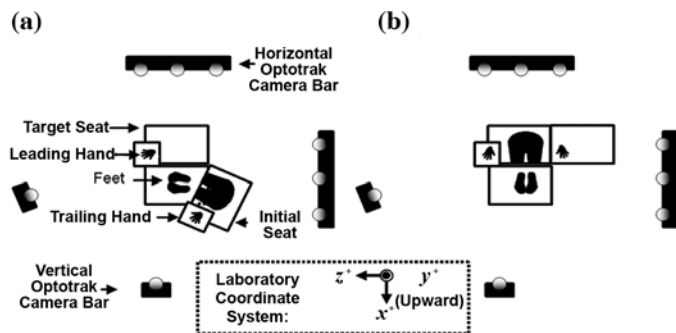 (a)
(b)
Horizontal
Optotrak
Camera Bar
Target Seat
Leading Hand
Feet
Trailing Hand
Initial
Seat
Vertical
Optotrak
Camera Bar
Laboratory
Coordinate
System:
z+
y+
(Upward)
x+